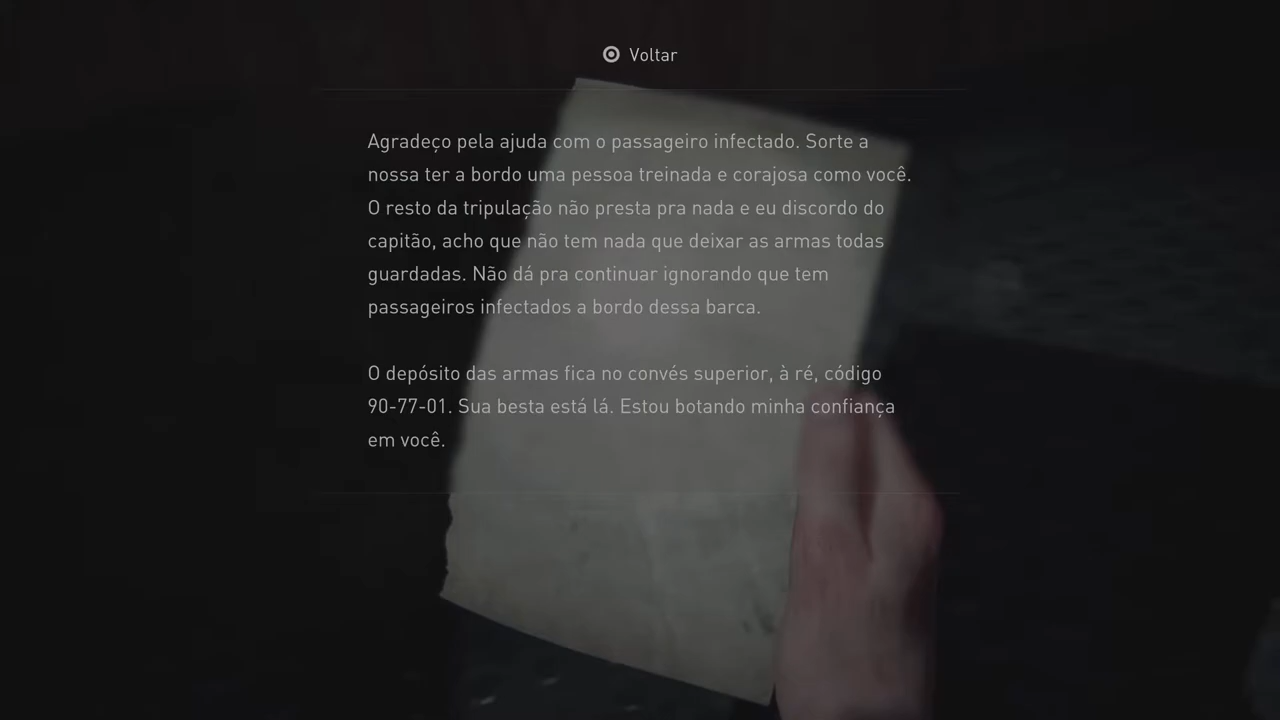 Voltar
Agradeço pela ajuda com o passageiro infectado. Sorte a
nossa ter a bordo uma pessoa treinada e corajosa como você.
O resto da tripulação não presta pra nada e eu discordo do
capitão, acho que não tem nada que deixar as armas todas
guardadas. Não dá pra continuar ignorando que tem
passageiros infectados a bordo dessa barca.
O depósito das armas fica no convés superior, à ré, código
90-77-01. Sua besta está lá. Estou botando minha confiança
em você.